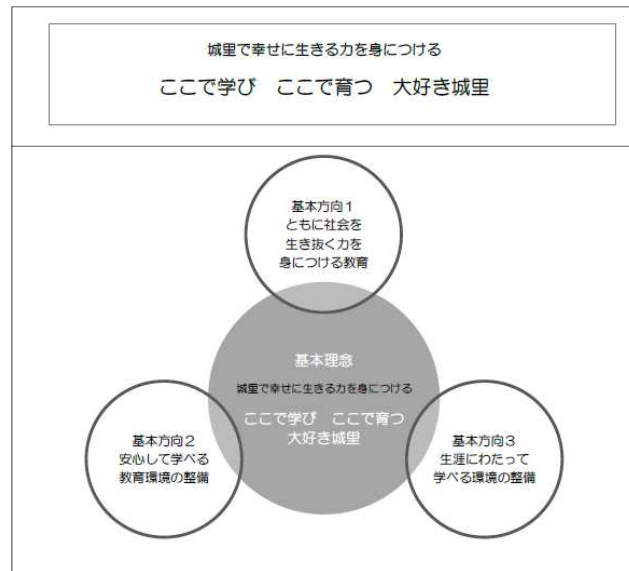 城里で幸せに生きる力を身につける
ここで学び　ここで育つ　大好き城里
基本方向１
ともに社会を
生き抜く力を
身につける教育
基本理念
城里で幸せに生きる力を身につける
ここで学び　ここで育つ
大好き城里
基本方向２
安心して学べる
教育環境の整備
基本方向３
生涯にわたって
学べる環境の整備